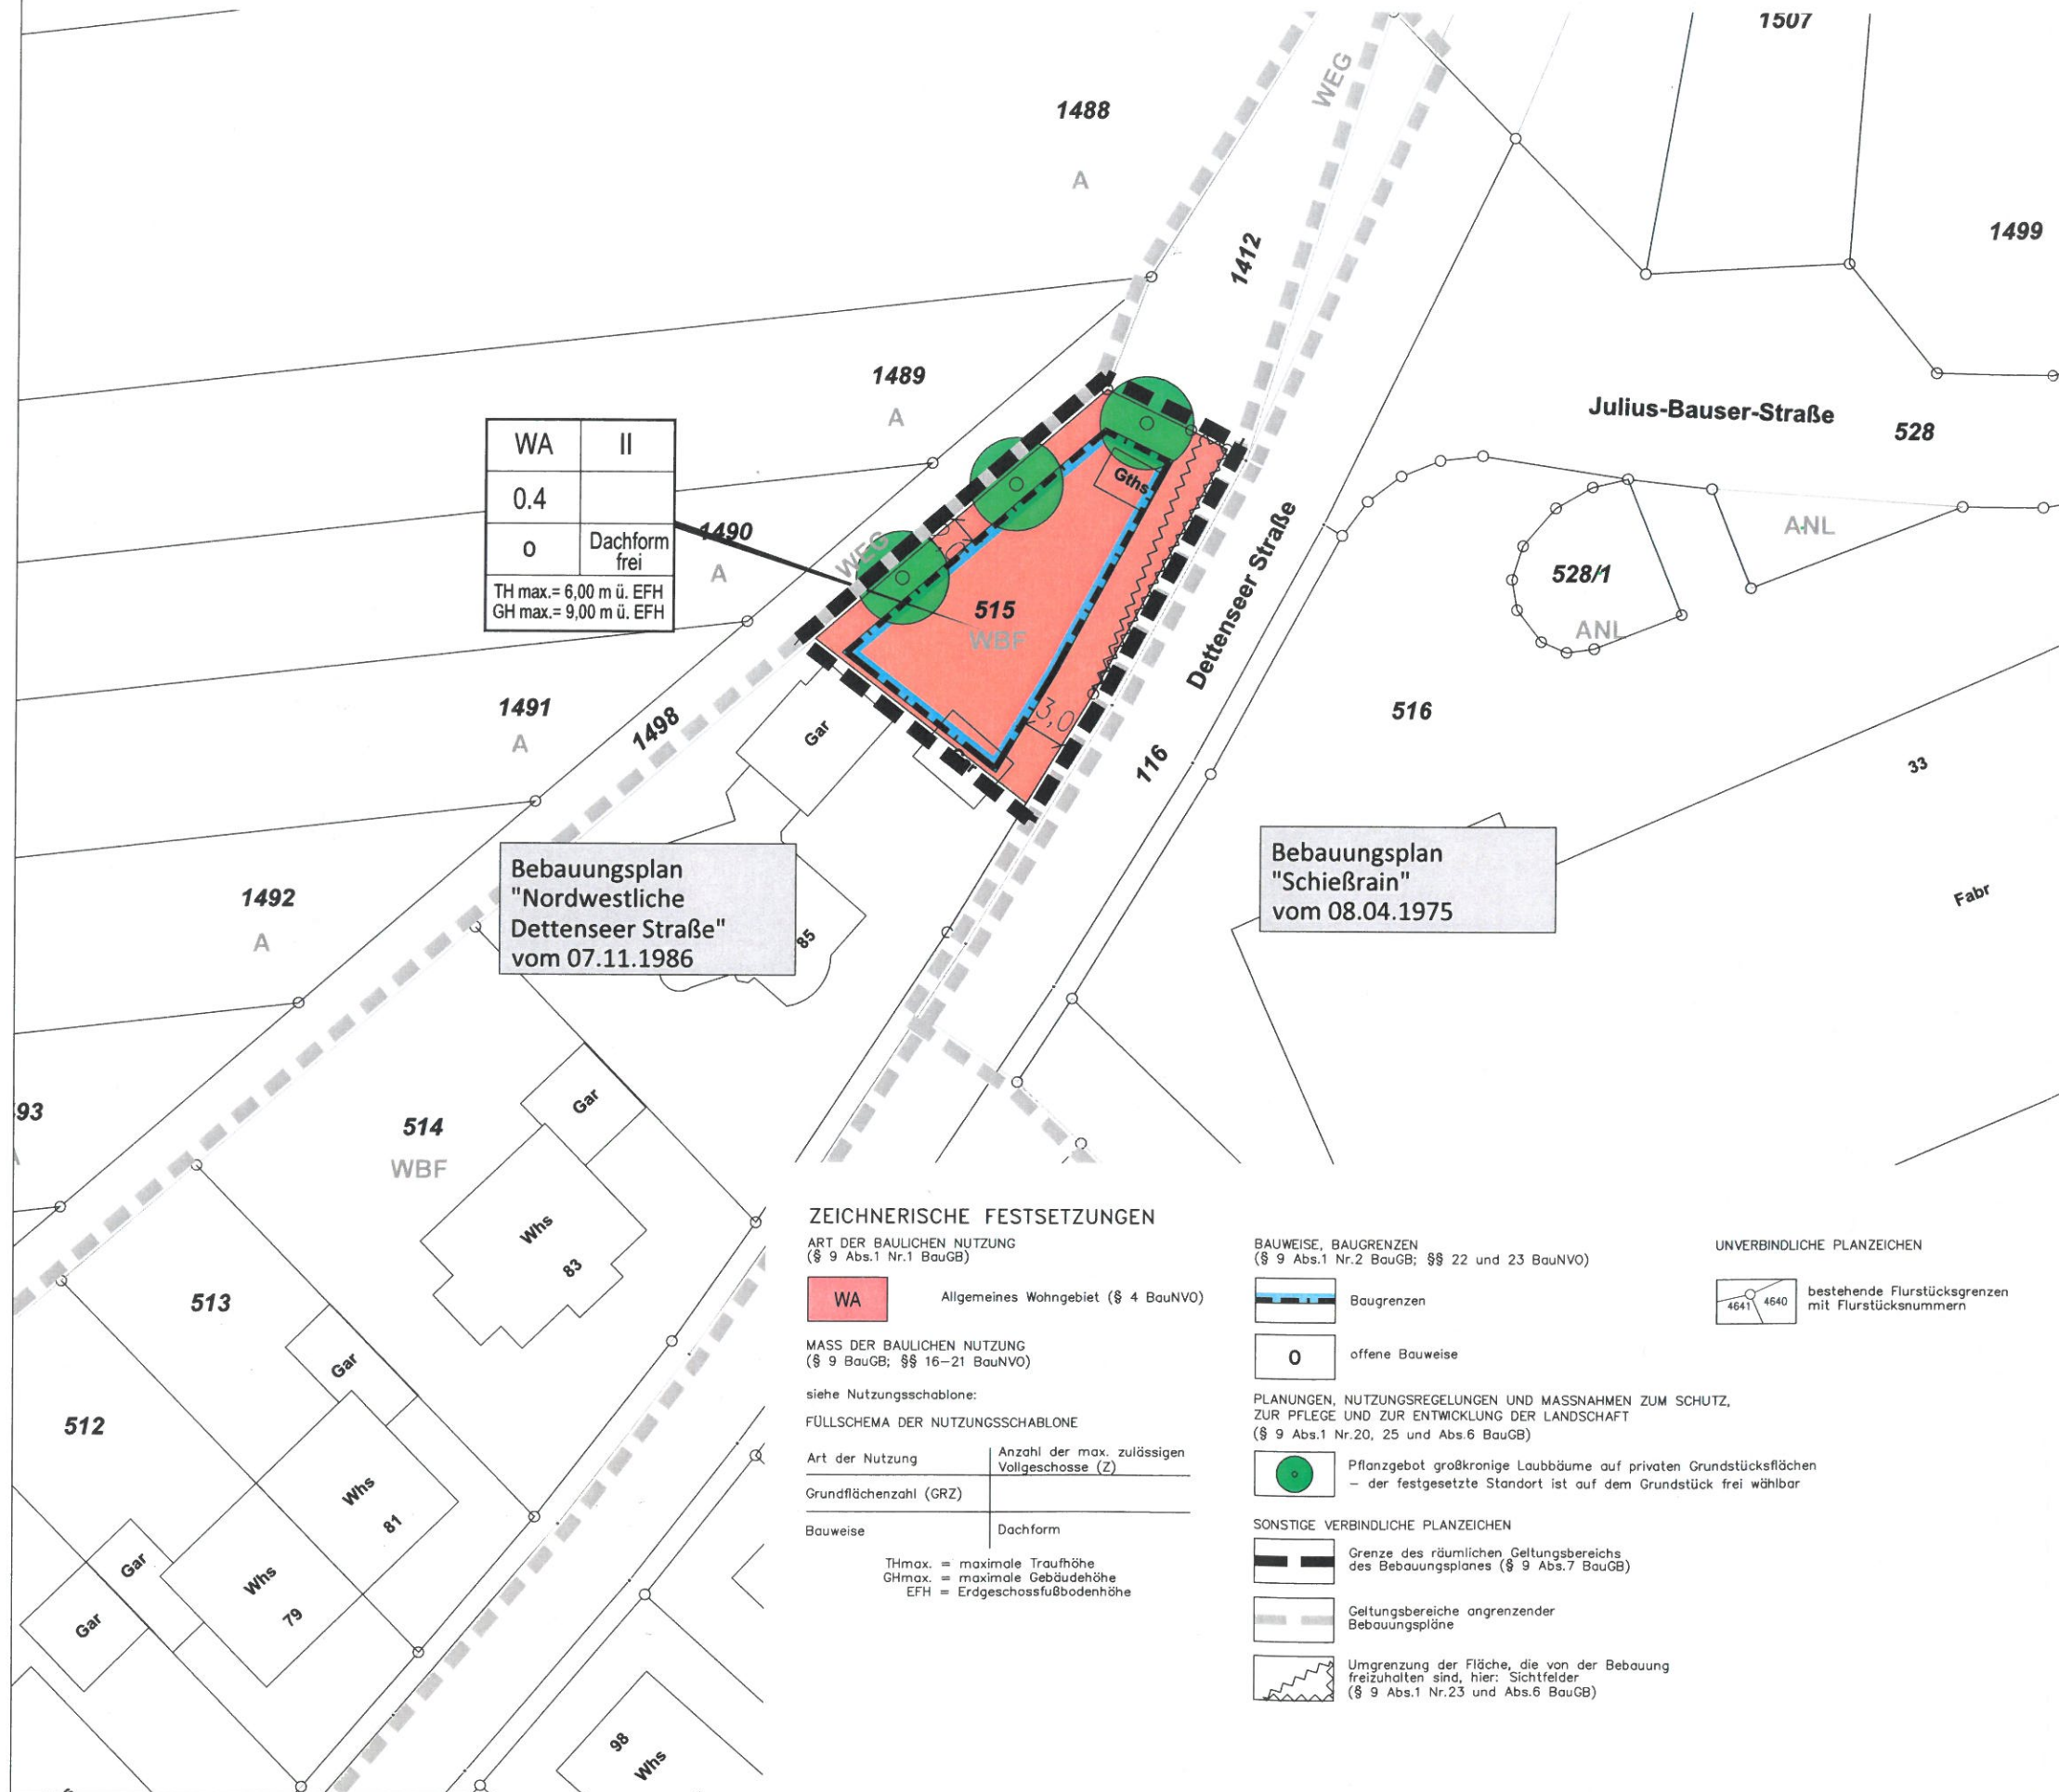 1507
1488
A
WEG
1412
1499
1489
A
Julius-Bauser-Straße
528
WA II
0.4
o Dachform
frei
TH max.= 6,00 m ü. EFH
GH max.= 9,00 m ü. EFH
1490
A
WEG
Gths
515
WBF
3,0
Dettenseer Straße
116
ANL
528/1
ANL
516
33
Fabr
1491
A
1498
Gar
Bebauungsplan
"Nordwestliche
Dettenseer Straße"
vom 07.11.1986
85
Bebauungsplan
"Schießrain"
vom 08.04.1975
1492
A
93
514
WBF
Gar
Whs
83
513
Gar
512
Whs
81
Gar
Whs
79
Gar
98
Whs
ZEICHNERISCHE FESTSETZUNGEN
ART DER BAULICHEN NUTZUNG
(§ 9 Abs.1 Nr.1 BauGB)
WA Allgemeines Wohngebiet (§ 4 BauNVO)
MASS DER BAULICHEN NUTZUNG
(§ 9 BauGB; §§ 16–21 BauNVO)
siehe Nutzungsschablone:
FÜLLSCHEMA DER NUTZUNGSSCHABLONE
Art der Nutzung
Anzahl der max. zulässigen
Vollgeschosse (Z)
Grundflächenzahl (GRZ)
Bauweise Dachform
THmax. = maximale Traufhöhe
GHmax. = maximale Gebäudehöhe
EFH = Erdgeschossfußbodenhöhe
BAUWEISE, BAUGRENZEN
(§ 9 Abs.1 Nr.2 BauGB; §§ 22 und 23 BauNVO)
Baugrenzen
O offene Bauweise
PLANUNGEN, NUTZUNGSREGELUNGEN UND MASSNAHMEN ZUM SCHUTZ,
ZUR PFLEGE UND ZUR ENTWICKLUNG DER LANDSCHAFT
(§ 9 Abs.1 Nr.20, 25 und Abs.6 BauGB)
Pflanzgebot großkronige Laubbäume auf privaten Grundstücksflächen
– der festgesetzte Standort ist auf dem Grundstück frei wählbar
SONSTIGE VERBINDLICHE PLANZEICHEN
Grenze des räumlichen Geltungsbereichs
des Bebauungsplanes (§ 9 Abs.7 BauGB)
Geltungsbereiche angrenzender
Bebauungspläne
Umgrenzung der Fläche, die von der Bebauung
freizuhalten sind, hier: Sichtfelder
(§ 9 Abs.1 Nr.23 und Abs.6 BauGB)
UNVERBINDLICHE PLANZEICHEN
4641 4640
bestehende Flurstücksgrenzen
mit Flurstücksnummern